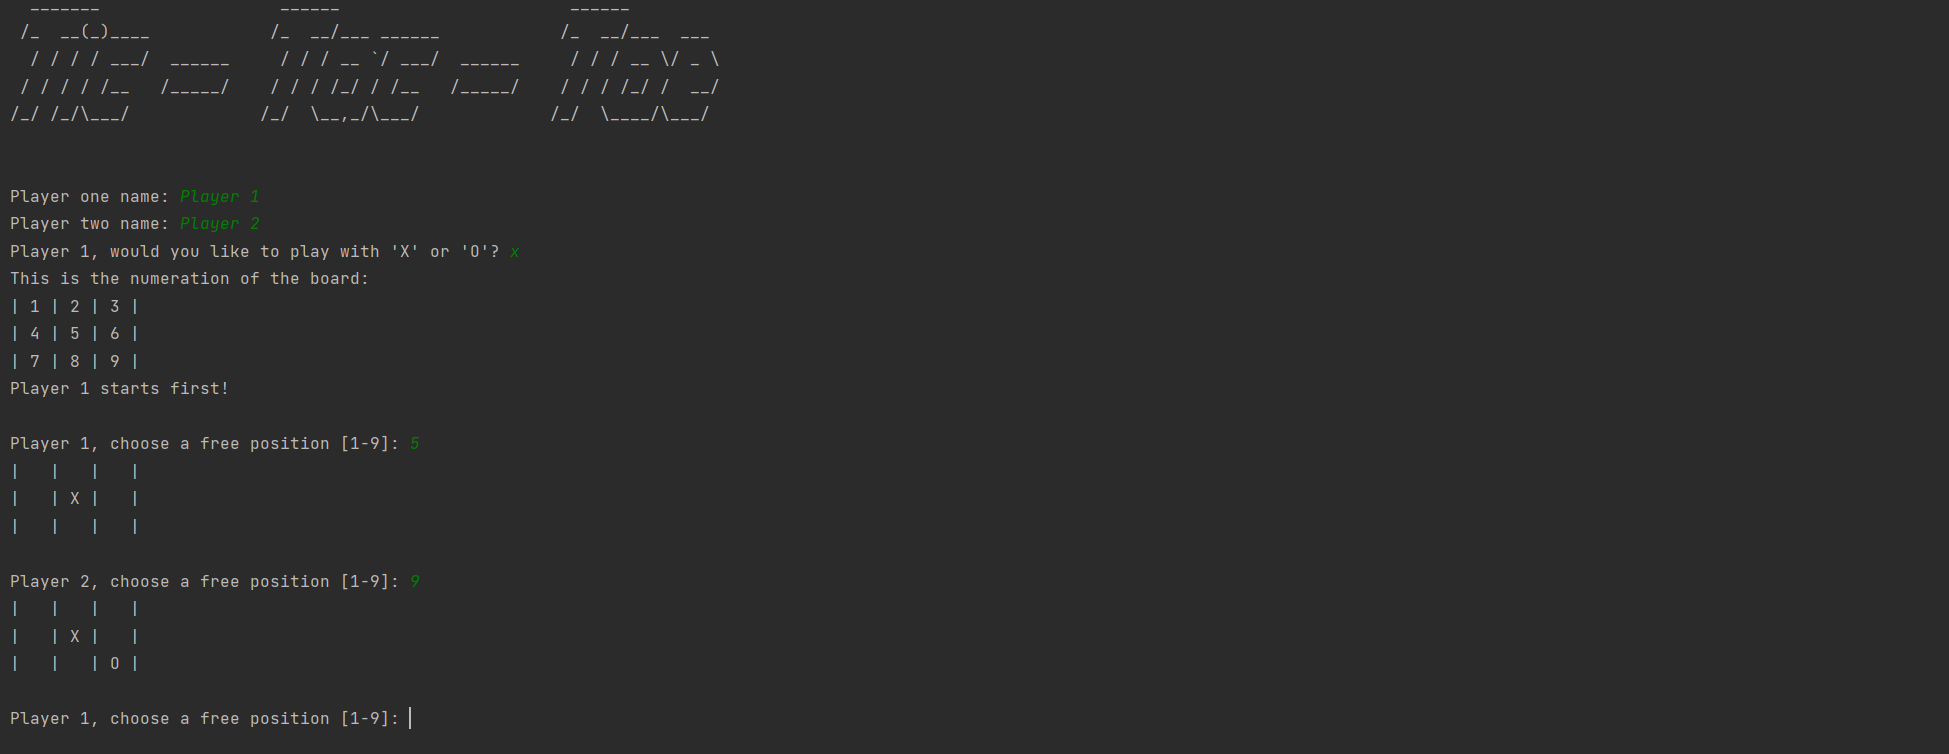 _______                  ______                       ______
 /_  __(_)____            /_  __/___ ______            /_  __/___  ___
  / / / / ___/  ______     / / / __ `/ ___/  ______     / / / __ \/ _ \
 / / / / /__   /_____/    / / / /_/ / /__   /_____/    / / / /_/ /  __/
/_/ /_/\___/             /_/  \__,_/\___/             /_/  \____/\___/
Player one name: Player 1
Player two name: Player 2
Player 1, would you like to play with 'X' or 'O'? x
This is the numeration of the board:
| 1 | 2 | 3 |
| 4 | 5 | 6 |
| 7 | 8 | 9 |
Player 1 starts first!
Player 1, choose a free position [1-9]: 5
|   |   |   |
|   | X |   |
|   |   |   |
Player 2, choose a free position [1-9]: 9
|   |   |   |
|   | X |   |
|   |   | O |
Player 1, choose a free position [1-9]: